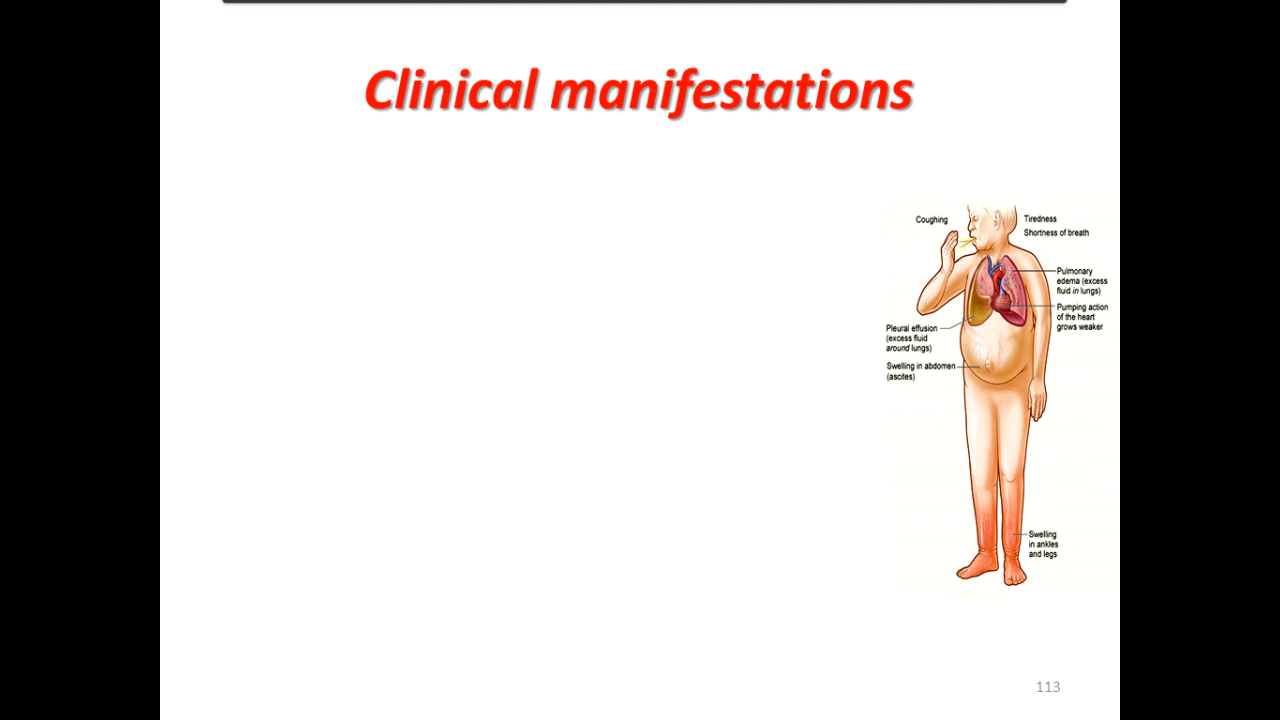 Clinical manifestations
Coughing
Tiredness
Shortness of breath
Pulmonary
edema (excess
fluid in lungs)
Pumping action
of the heart
grows weaker
Pleural effusion
(excess fluid
around lungs)
Swelling in abdomen
(ascites)
Swelling
in ankles
and legs
113